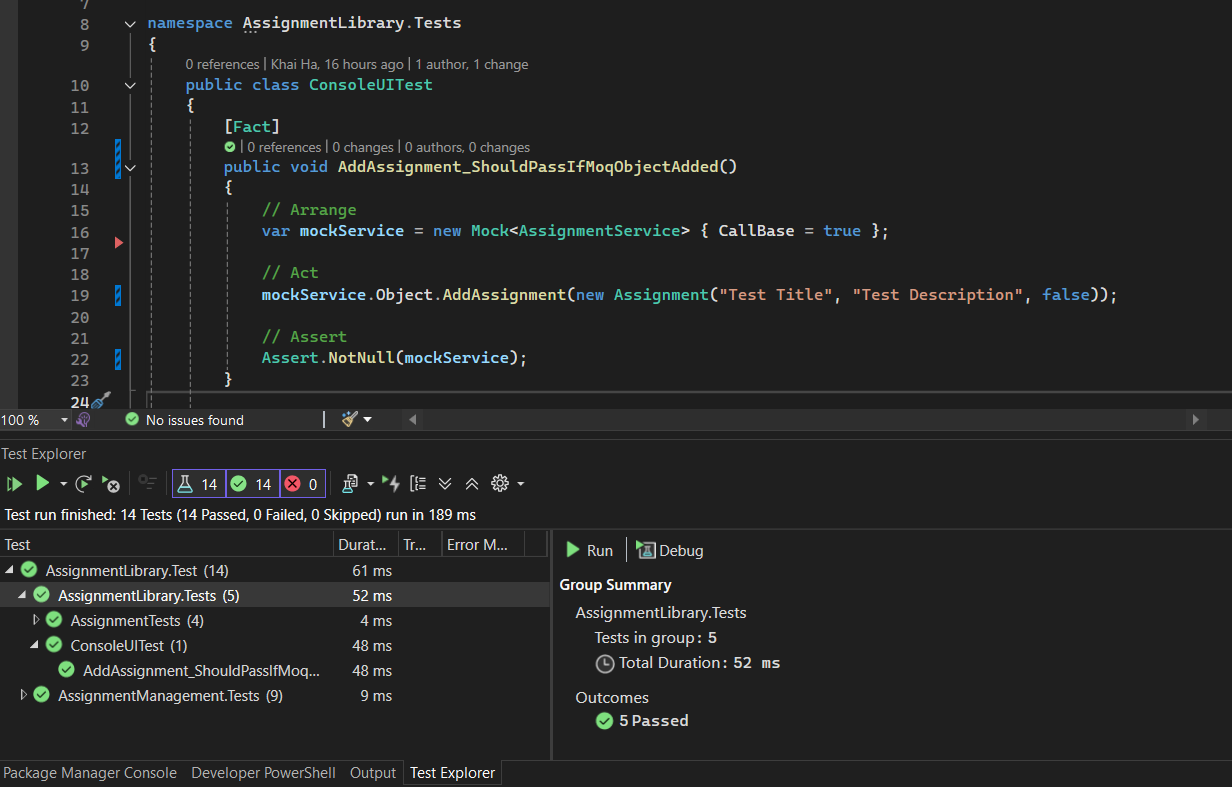 7
8 namespace AssignmentLibrary.Tests
9 {
0 references | Khai Ha, 16 hours ago | 1 author, 1 change
10 public class ConsoleUITest
11 {
12 [Fact]
| 0 references | 0 changes | 0 authors, 0 changes
13 public void AddAssignment_ShouldPassIfMoqObjectAdded()
14 {
15 // Arrange
16 var mockService = new Mock<AssignmentService> { CallBase = true };
17
18 // Act
19 mockService.Object.AddAssignment(new Assignment("Test Title", "Test Description", false));
20
21 // Assert
22 Assert.NotNull(mockService);
23 }
24
100 % No issues found
Test Explorer
14 14 0
Test run finished: 14 Tests (14 Passed, 0 Failed, 0 Skipped) run in 189 ms
Test Durat... Tr... Error M...
AssignmentLibrary.Test (14) 61 ms
AssignmentLibrary.Tests (5) 52 ms
AssignmentTests (4) 4 ms
ConsoleUITest (1) 48 ms
AddAssignment_ShouldPassIfMoq... 48 ms
AssignmentManagement.Tests (9) 9 ms
Run Debug
Group Summary
AssignmentLibrary.Tests
Tests in group: 5
Total Duration: 52 ms
Outcomes
5 Passed
Package Manager Console Developer PowerShell Output Test Explorer